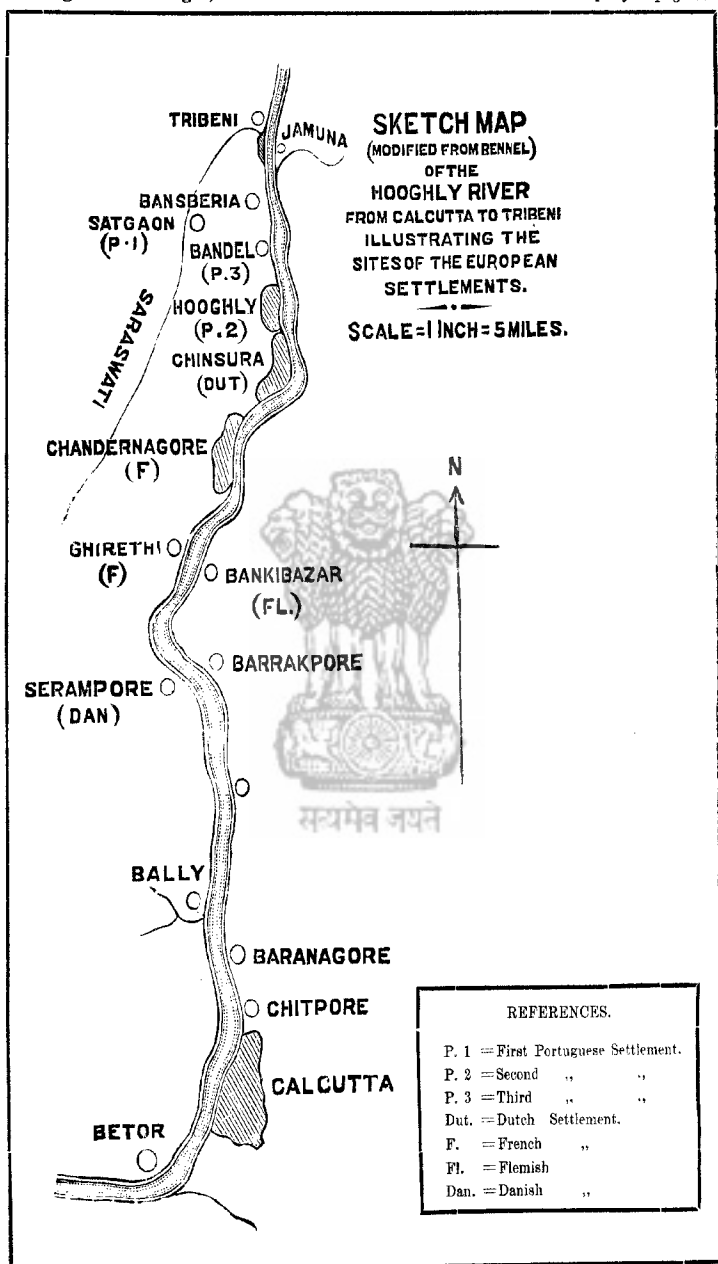 TRIBENI
JAMUNA
SKETCH MAP
(MODIFIED FROM BENNEL)
OF THE
HOOGHLY RIVER
FROM CALCUTTA TO TRIBENI
ILLUSTRATING THE
SITES OF THE EUROPEAN
SETTLEMENTS.
SCALE=1 INCH=5 MILES.
BANSBERIA
SATGAON
(P.1)
BANDEL
(P.3)
HOOGHLY
(P.2)
CHINSURA
(DUT)
SARASWATI
CHANDERNAGORE
(F)
N
GHIRETHI
(F)
BANKIBAZAR
(FL.)
BARRAKPORE
SERAMPORE
(DAN)
सत्यमेव जयते
BALLY
BARANAGORE
CHITPORE
CALCUTTA
BETOR
REFERENCES.
P. 1 =First Portuguese Settlement.
P. 2 =Second ,, ,,
P. 3 =Third ,, ,,
Dut. =Dutch Settlement.
F. =French ,,
Fl. =Flemish
Dan. =Danish ,,